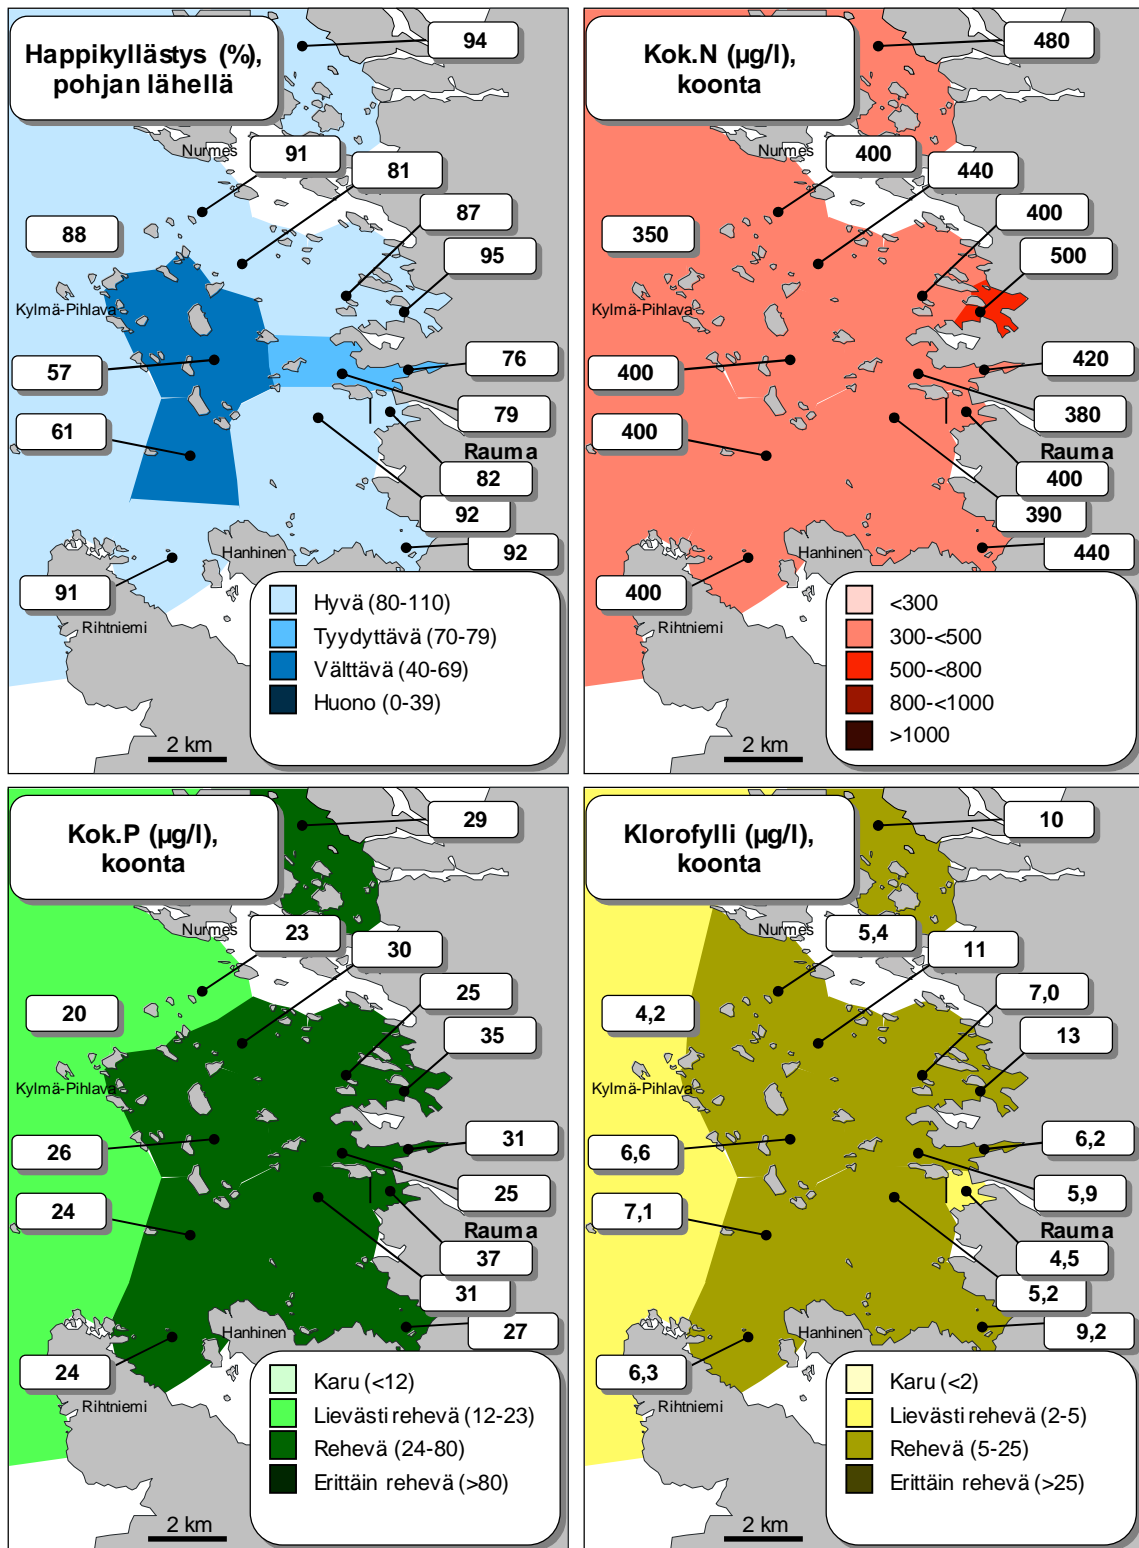 Happikyllästys (%),
pohjan lähellä
94
Nurmes
91
81
88
87
95
Kylmä-Pihlava
57
76
79
61
Rauma
82
92
Hanhinen
92
91
Rihtniemi
Hyvä (80-110)
Tyydyttävä (70-79)
Välttävä (40-69)
Huono (0-39)
2 km
Kok.N (µg/l),
koonta
480
Nurmes
400
440
350
400
500
Kylmä-Pihlava
400
420
380
400
Rauma
400
390
Hanhinen
440
400
Rihtniemi
<300
300-<500
500-<800
800-<1000
>1000
2 km
Kok.P (µg/l),
koonta
29
Nurmes
23
30
20
25
35
Kylmä-Pihlava
26
31
25
24
Rauma
37
31
Hanhinen
27
24
Rihtniemi
Karu (<12)
Lievästi rehevä (12-23)
Rehevä (24-80)
Erittäin rehevä (>80)
2 km
Klorofylli (µg/l),
koonta
10
Nurmes
5,4
11
4,2
7,0
13
Kylmä-Pihlava
6,6
6,2
5,9
7,1
Rauma
4,5
5,2
Hanhinen
9,2
6,3
Rihtniemi
Karu (<2)
Lievästi rehevä (2-5)
Rehevä (5-25)
Erittäin rehevä (>25)
2 km